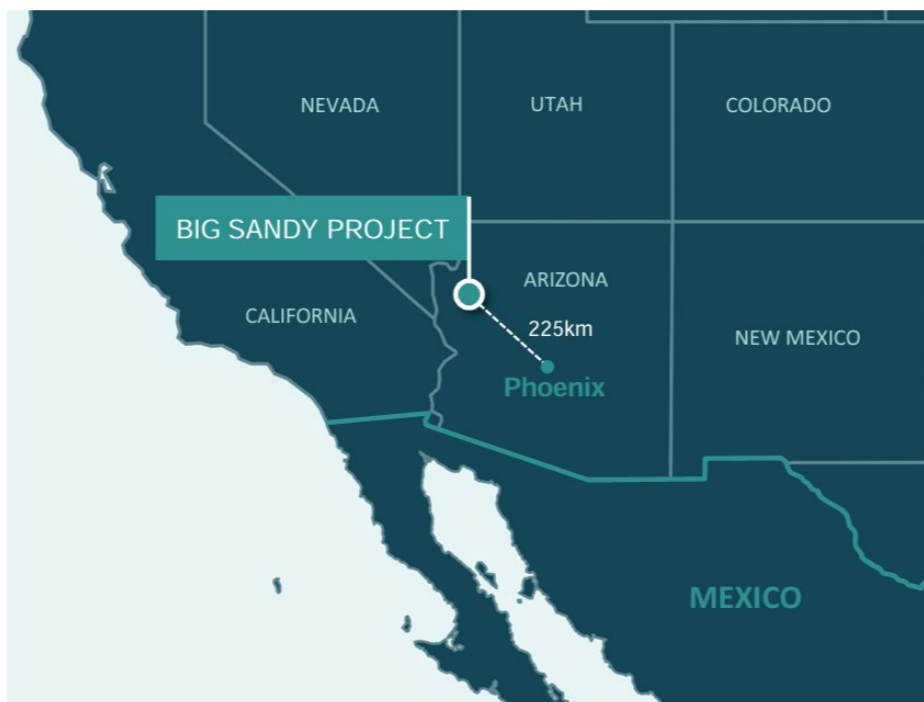 NEVADA
UTAH
COLORADO
BIG SANDY PROJECT
ARIZONA
CALIFORNIA
225km
NEW MEXICO
Phoenix
MEXICO